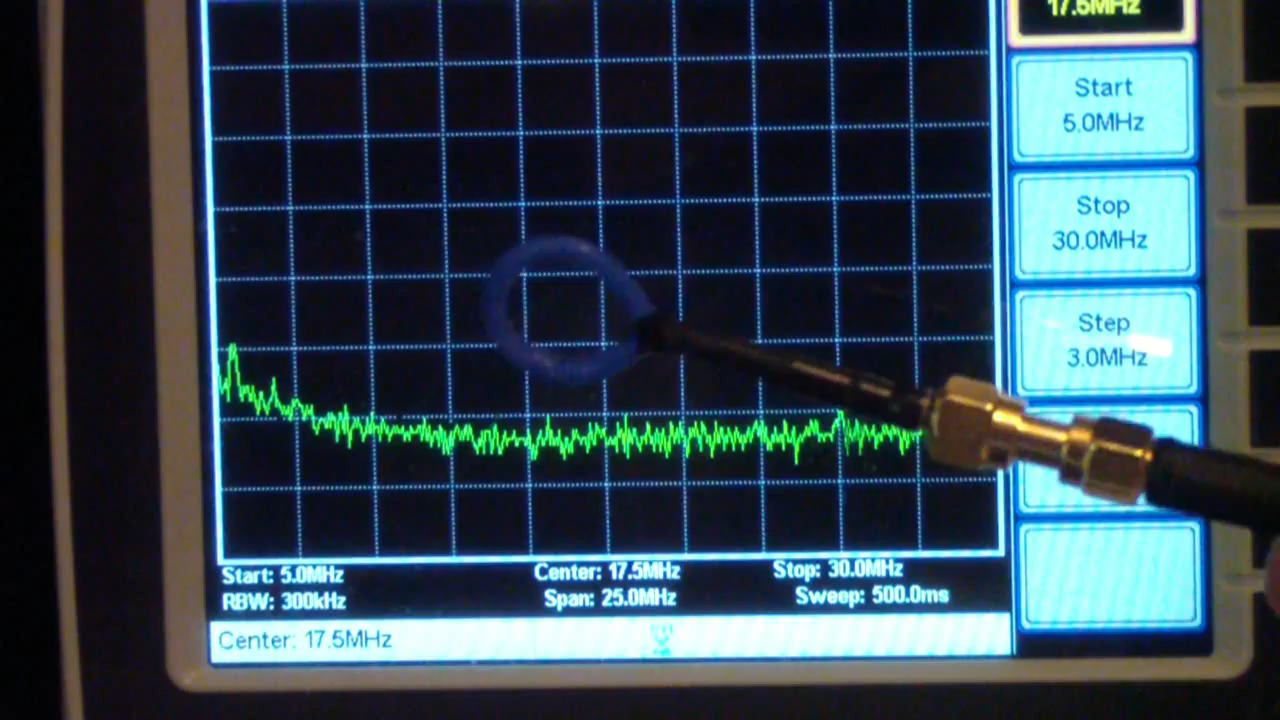 17.5MHz
Start
5.0MHz
Stop
30.0MHz
Step
3.0MHz
Start: 5.0MHz Center: 17.5MHz Stop: 30.0MHz
RBW: 300kHz Span: 25.0MHz Sweep: 500.0ms
Center: 17.5MHz